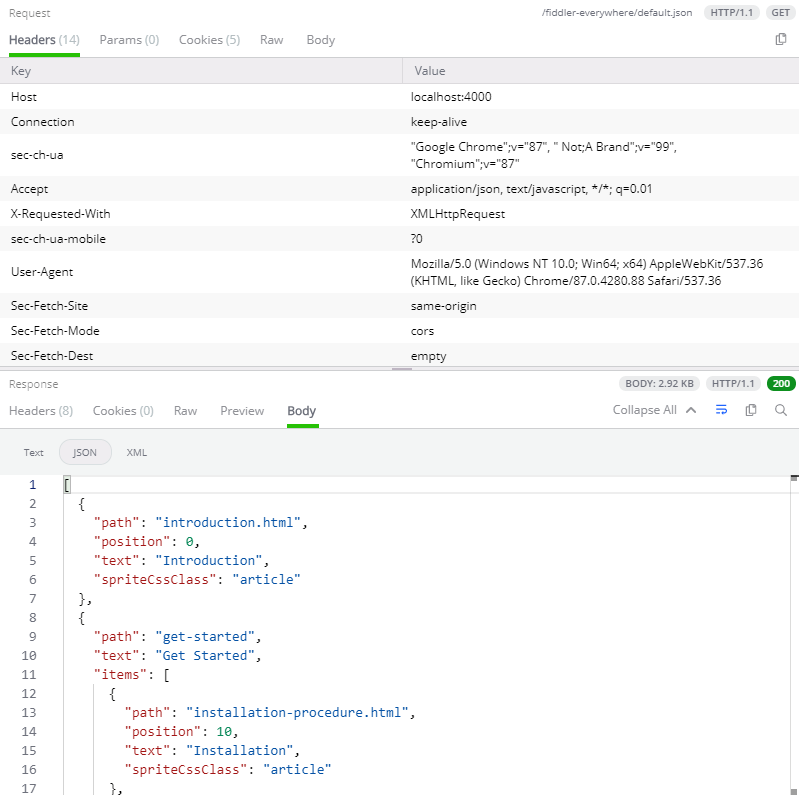 Request /fiddler-everywhere/default.json HTTP/1.1 GET
Headers (14) Params (0) Cookies (5) Raw Body
Key Value
Host localhost:4000
Connection keep-alive
sec-ch-ua "Google Chrome";v="87", " Not;A Brand";v="99",
"Chromium";v="87"
Accept application/json, text/javascript, */*; q=0.01
X-Requested-With XMLHttpRequest
sec-ch-ua-mobile ?0
User-Agent Mozilla/5.0 (Windows NT 10.0; Win64; x64) AppleWebKit/537.36
(KHTML, like Gecko) Chrome/87.0.4280.88 Safari/537.36
Sec-Fetch-Site same-origin
Sec-Fetch-Mode cors
Sec-Fetch-Dest empty
Response BODY: 2.92 KB HTTP/1.1 200
Headers (8) Cookies (0) Raw Preview Body Collapse All
Text JSON XML
1 [
2 {
3 "path": "introduction.html",
4 "position": 0,
5 "text": "Introduction",
6 "spriteCssClass": "article"
7 },
8 {
9 "path": "get-started",
10 "text": "Get Started",
11 "items": [
12 {
13 "path": "installation-procedure.html",
14 "position": 10,
15 "text": "Installation",
16 "spriteCssClass": "article"
17 },